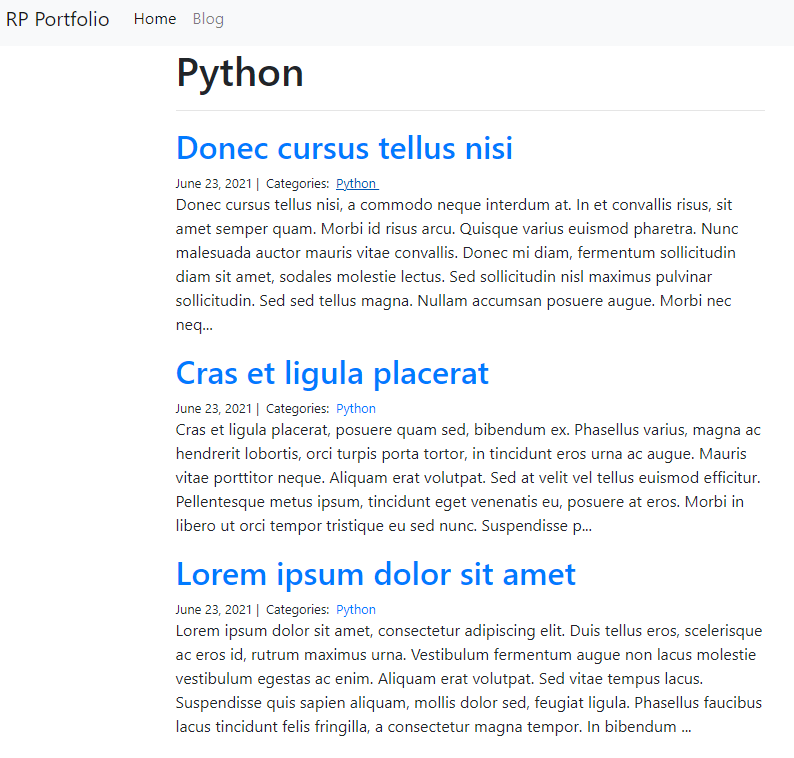 RP Portfolio Home Blog
Python
Donec cursus tellus nisi
June 23, 2021 | Categories: Python
Donec cursus tellus nisi, a commodo neque interdum at. In et convallis risus, sit
amet semper quam. Morbi id risus arcu. Quisque varius euismod pharetra. Nunc
malesuada auctor mauris vitae convallis. Donec mi diam, fermentum sollicitudin
diam sit amet, sodales molestie lectus. Sed sollicitudin nisl maximus pulvinar
sollicitudin. Sed sed tellus magna. Nullam accumsan posuere augue. Morbi nec
neq...
Cras et ligula placerat
June 23, 2021 | Categories: Python
Cras et ligula placerat, posuere quam sed, bibendum ex. Phasellus varius, magna ac
hendrerit lobortis, orci turpis porta tortor, in tincidunt eros urna ac augue. Mauris
vitae porttitor neque. Aliquam erat volutpat. Sed at velit vel tellus euismod efficitur.
Pellentesque metus ipsum, tincidunt eget venenatis eu, posuere at eros. Morbi in
libero ut orci tempor tristique eu sed nunc. Suspendisse p...
Lorem ipsum dolor sit amet
June 23, 2021 | Categories: Python
Lorem ipsum dolor sit amet, consectetur adipiscing elit. Duis tellus eros, scelerisque
ac eros id, rutrum maximus urna. Vestibulum fermentum augue non lacus molestie
vestibulum egestas ac enim. Aliquam erat volutpat. Sed vitae tempus lacus.
Suspendisse quis sapien aliquam, mollis dolor sed, feugiat ligula. Phasellus faucibus
lacus tincidunt felis fringilla, a consectetur magna tempor. In bibendum ...